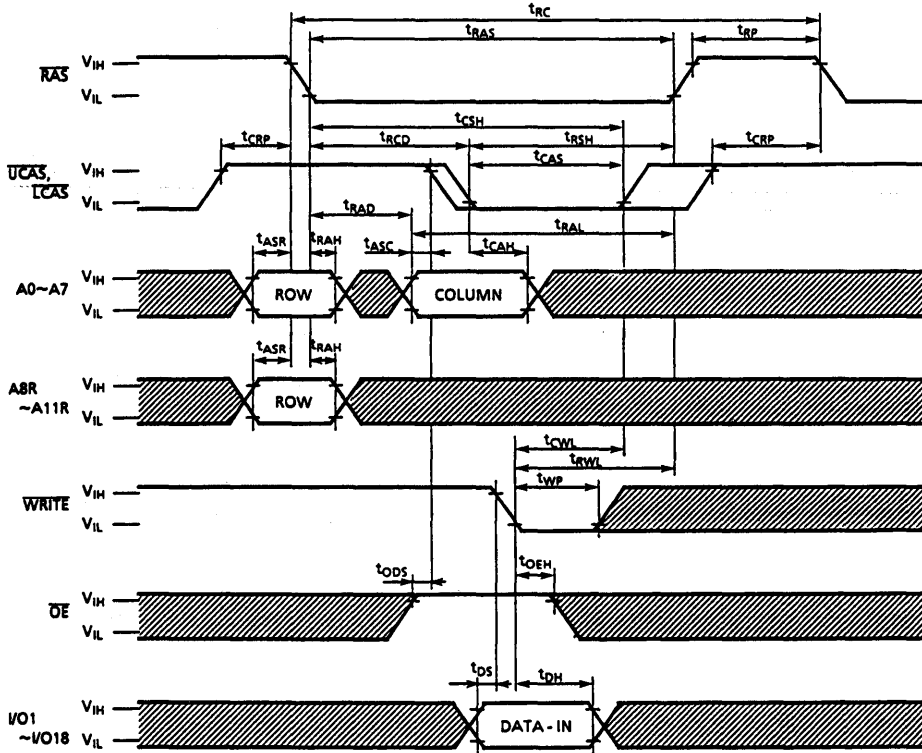 tRC
tRAS
tRP
RAS
VIH
VIL
tCSH
tCRP
tRCD
tRSH
tCRP
UCAS,
LCAS
VIH
VIL
tCAS
tRAD
tRAL
tASR
tRAH
tASC
tCAH
A0~A7
VIH
VIL
ROW
COLUMN
tASR
tRAH
A8R
~A11R
VIH
VIL
ROW
tCWL
tRWL
tWP
WRITE
VIH
VIL
tODS
tOEH
OE
VIH
VIL
tDS
tDH
I/O1
~I/O18
VIH
VIL
DATA-IN